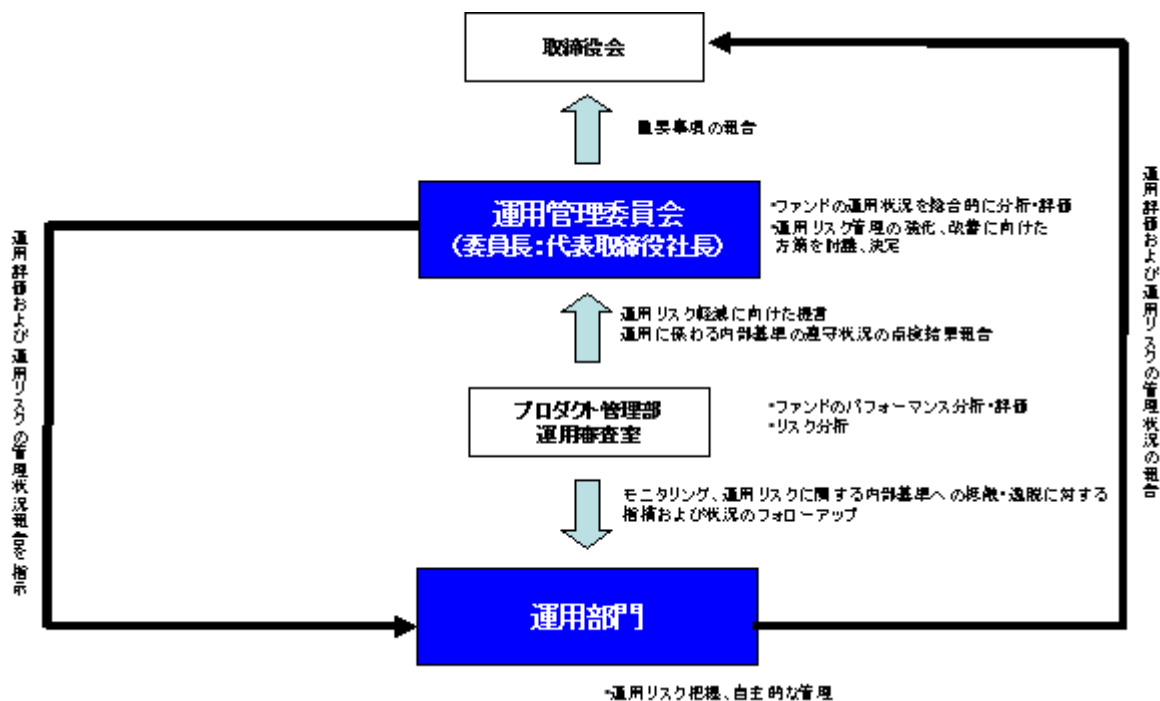 取締役会
重要事項の報告
運用管理委員会
(委員長:代表取締役社長)
・ファンドの運用状況を総合的に分析・評価
・運用リスク管理の強化、改善に向けた
方策を討議、決定
運用リスク軽減に向けた提言
運用に係わる内部基準の遵守状況の点検結果報告
プロダクト管理部
運用審査室
・ファンドのパフォーマンス分析・評価
・リスク分析
モニタリング、運用リスクに関する内部基準への抵触・逸脱に対する
指摘および状況のフォローアップ
運用部門
・運用リスク把握、自主的な管理
運用評価および運用リスクの管理状況報告を指示
運用評価および運用リスクの管理状況の報告